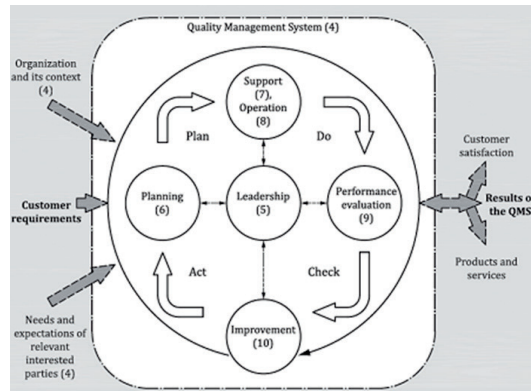 Quality Management System (4)
Organization
and its context
(4)
Support
(7),
Operation
(8)
Plan
Do
Customer
satisfaction
Customer
requirements
Planning
(6)
Leadership
(5)
Performance
evaluation
(9)
Results of
the QMS
Act
Check
Products and
services
Improvement
(10)
Needs and
expectations of
relevant
interested
parties (4)